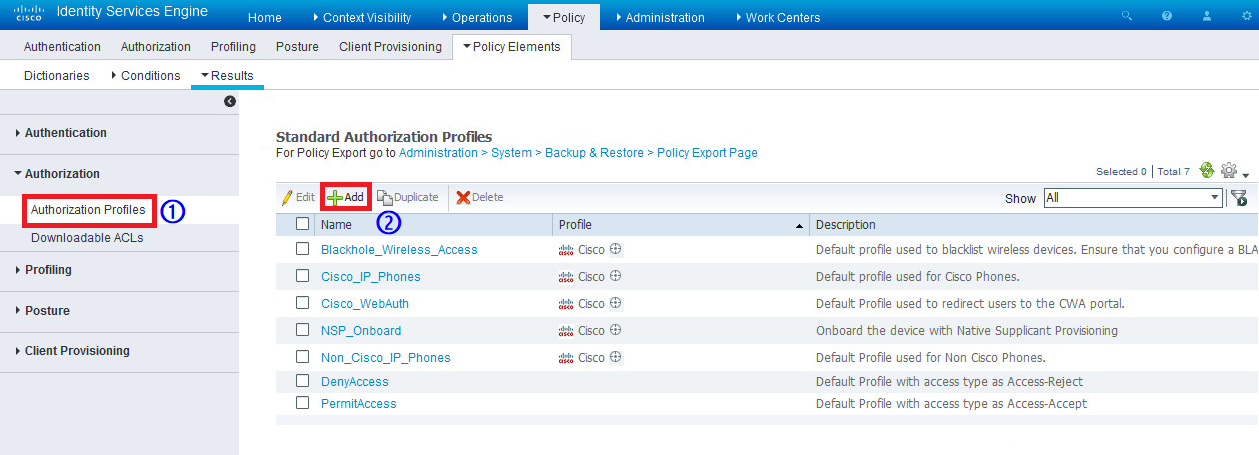 cisco Identity Services Engine Home Context Visibility Operations Policy Administration Work Centers
Authentication Authorization Profiling Posture Client Provisioning Policy Elements
Dictionaries Conditions Results
Authentication
Authorization
Authorization Profiles 1
Downloadable ACLs
Profiling
Posture
Client Provisioning
Standard Authorization Profiles
For Policy Export go to Administration > System > Backup & Restore > Policy Export Page
Selected 0 | Total 7
Edit Add Duplicate Delete Show All
2
Name Profile Description
Blackhole_Wireless_Access cisco Cisco Default profile used to blacklist wireless devices. Ensure that you configure a BLA
Cisco_IP_Phones cisco Cisco Default profile used for Cisco Phones.
Cisco_WebAuth cisco Cisco Default Profile used to redirect users to the CWA portal.
NSP_Onboard cisco Cisco Onboard the device with Native Supplicant Provisioning
Non_Cisco_IP_Phones cisco Cisco Default Profile used for Non Cisco Phones.
DenyAccess Default Profile with access type as Access-Reject
PermitAccess Default Profile with access type as Access-Accept